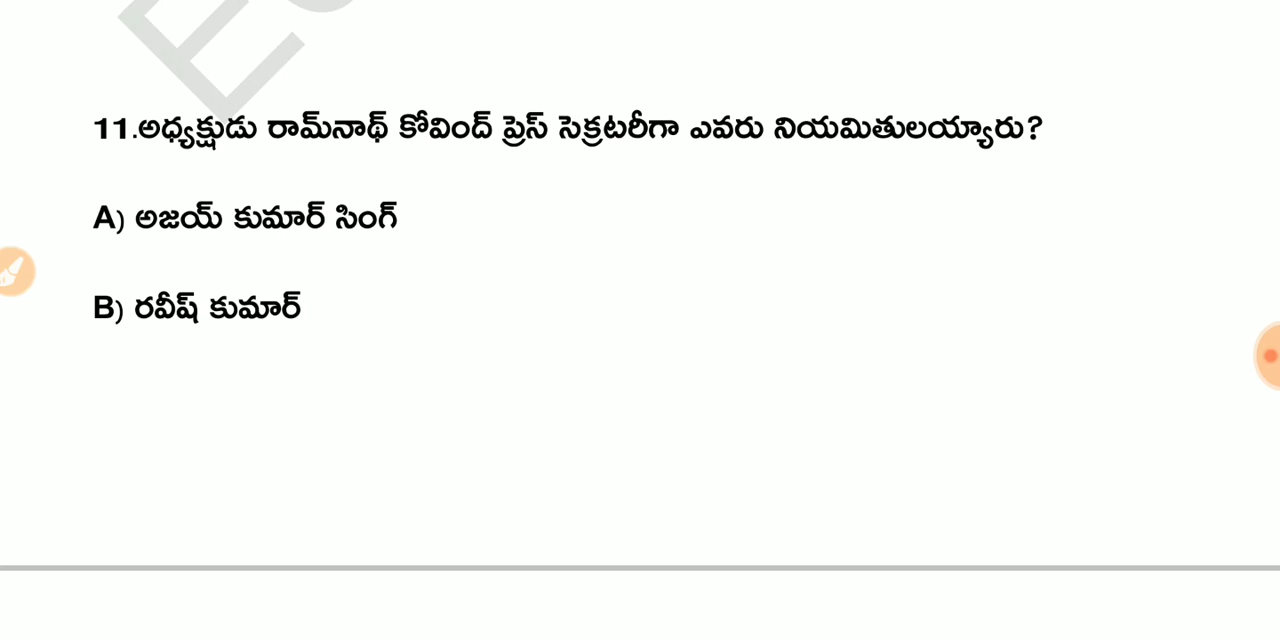 11.అధ్యక్షుడు రామ్‌నాథ్ కోవింద్ ప్రెస్ సెక్రటరీగా ఎవరు నియమితులయ్యారు?
A) అజయ్ కుమార్ సింగ్
B) రవీష్ కుమార్